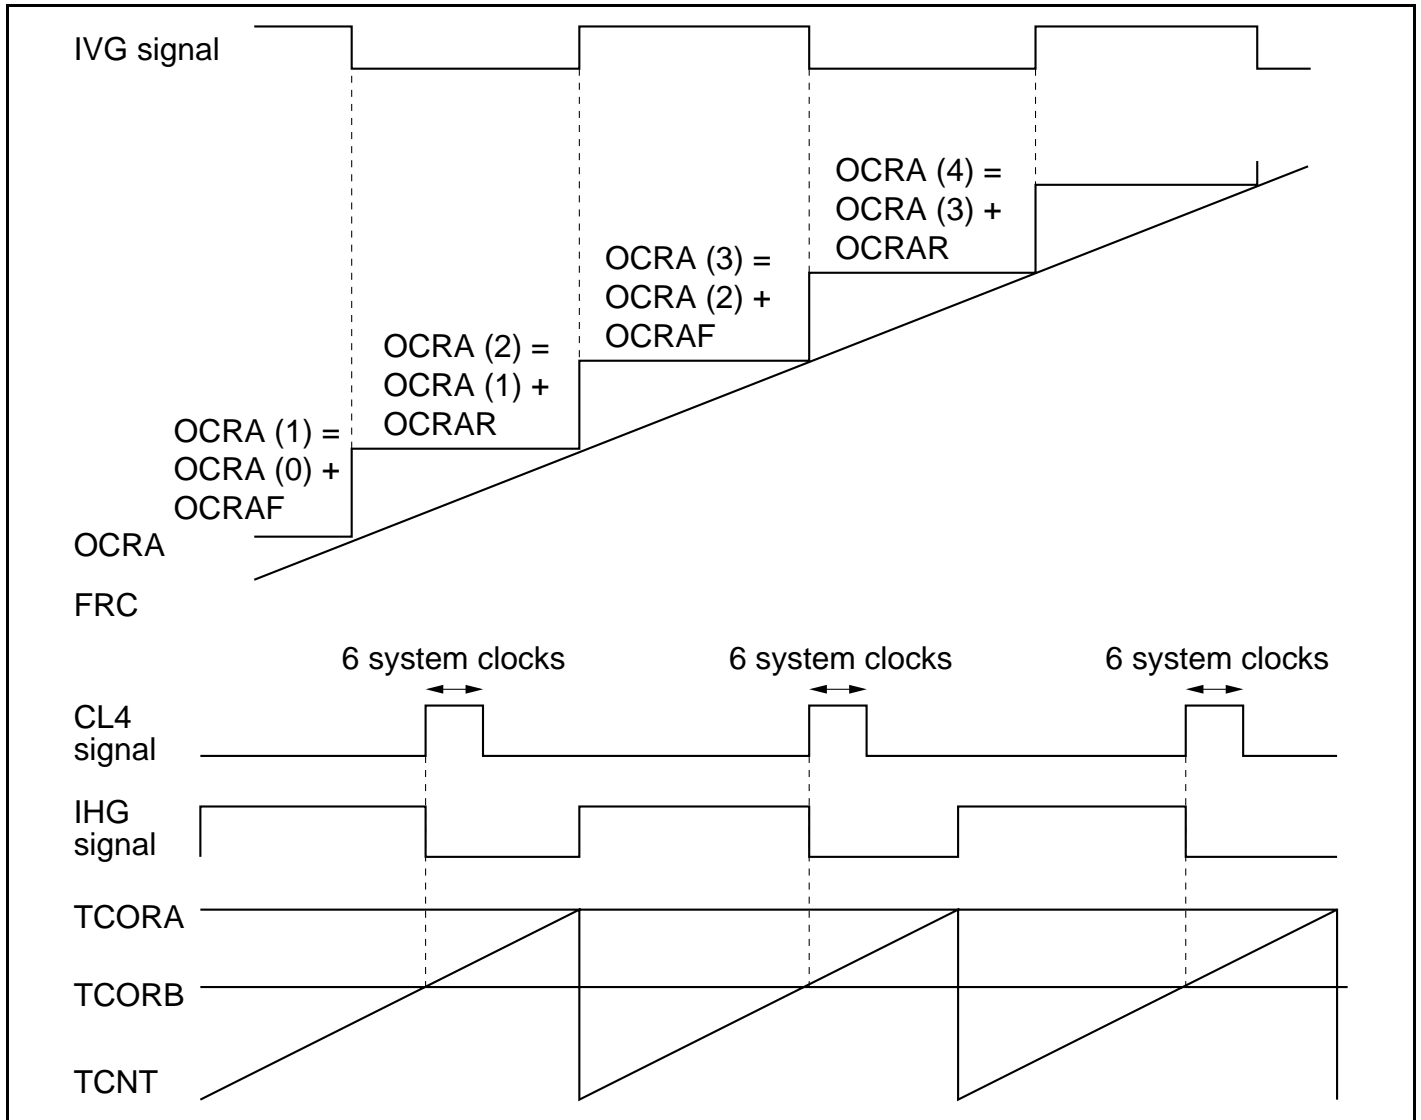 IVG signal
OCRA (4) =
OCRA (3) +
OCRAR
OCRA (3) =
OCRA (2) +
OCRAF
OCRA (2) =
OCRA (1) +
OCRAR
OCRA (1) =
OCRA (0) +
OCRAF
OCRA
FRC
6 system clocks
6 system clocks
6 system clocks
CL4
signal
IHG
signal
TCORA
TCORB
TCNT